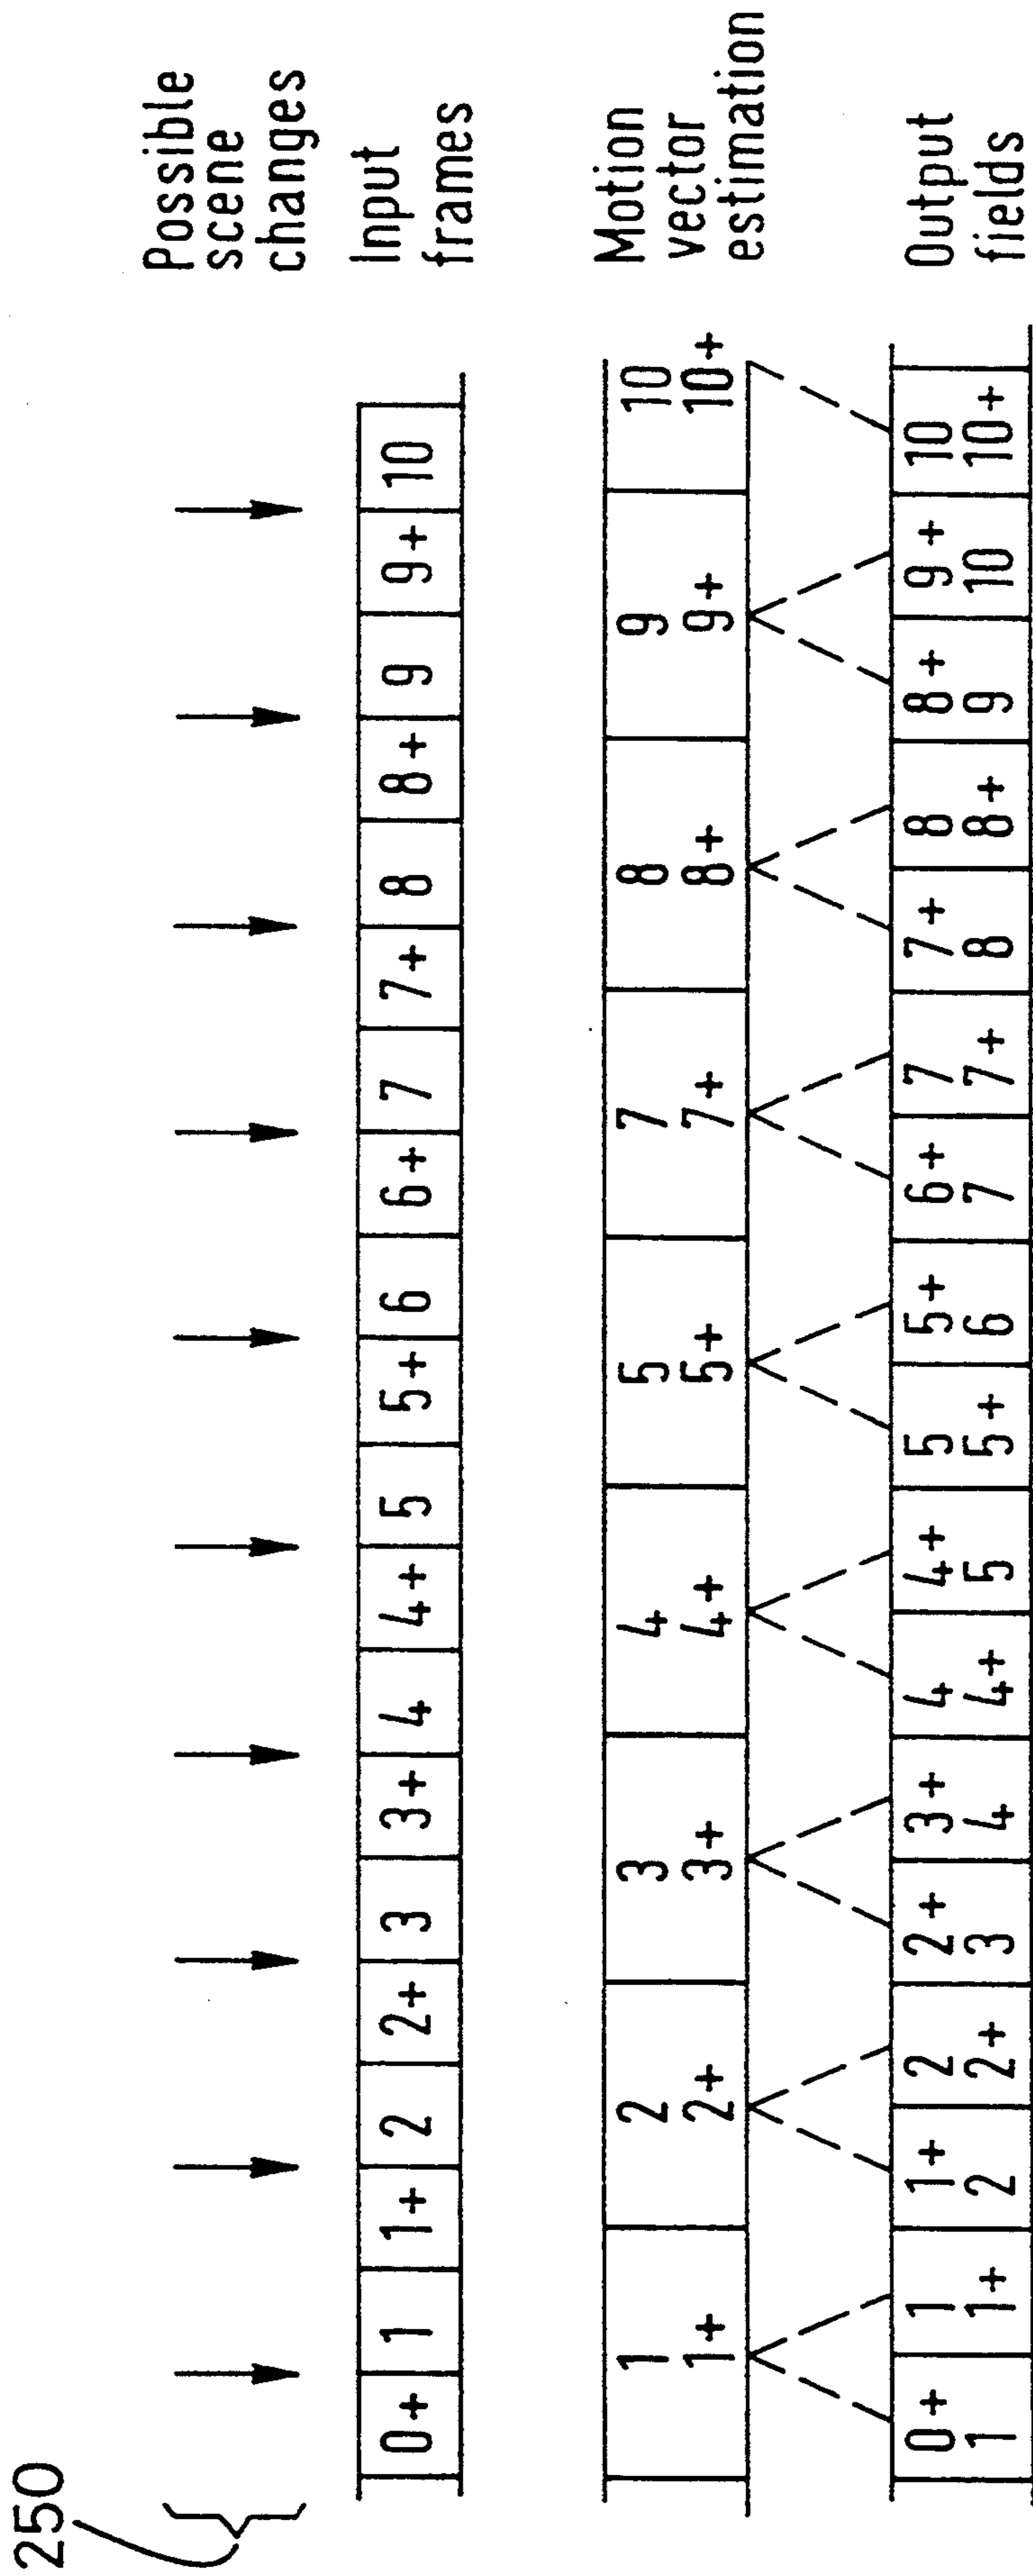 250
Possible
scene
changes
0+ 1 1+ 2 2+ 3 3+ 4 4+ 5 5+ 6 6+ 7 7+ 8 8+ 9 9+ 10
Input
frames
1 2 3 4 5 7 8 9 10
1+ 2+ 3+ 4+ 5+ 7+ 8+ 9+ 10+
Motion
vector
estimation
0+ 1 1+ 2 2+ 3+ 4 4+ 5 5+ 6+ 7 7+ 8 8+ 9+ 10
1 1+ 2 2+ 3 4 4+ 5 5+ 6 7 7+ 8 8+ 9 10 10+
Output
fields